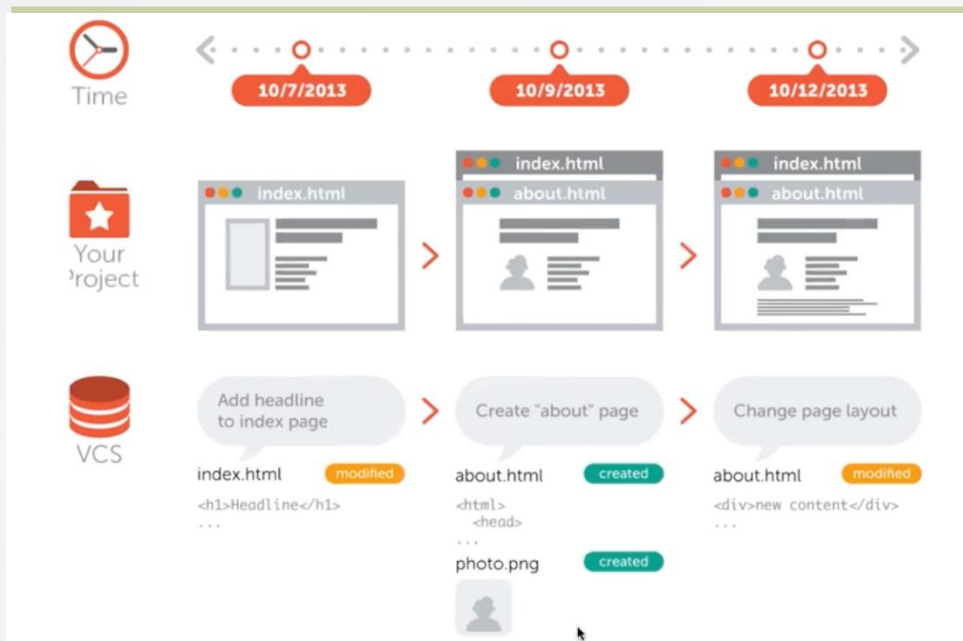 Time
10/7/2013
10/9/2013
10/12/2013
Your
Project
index.html
index.html
about.html
index.html
about.html
VCS
Add headline
to index page
Create "about" page
Change page layout
index.html modified
<h1>Headline</h1>
...
about.html created
<html>
<head>
...
photo.png created
about.html modified
<div>new content</div>
...